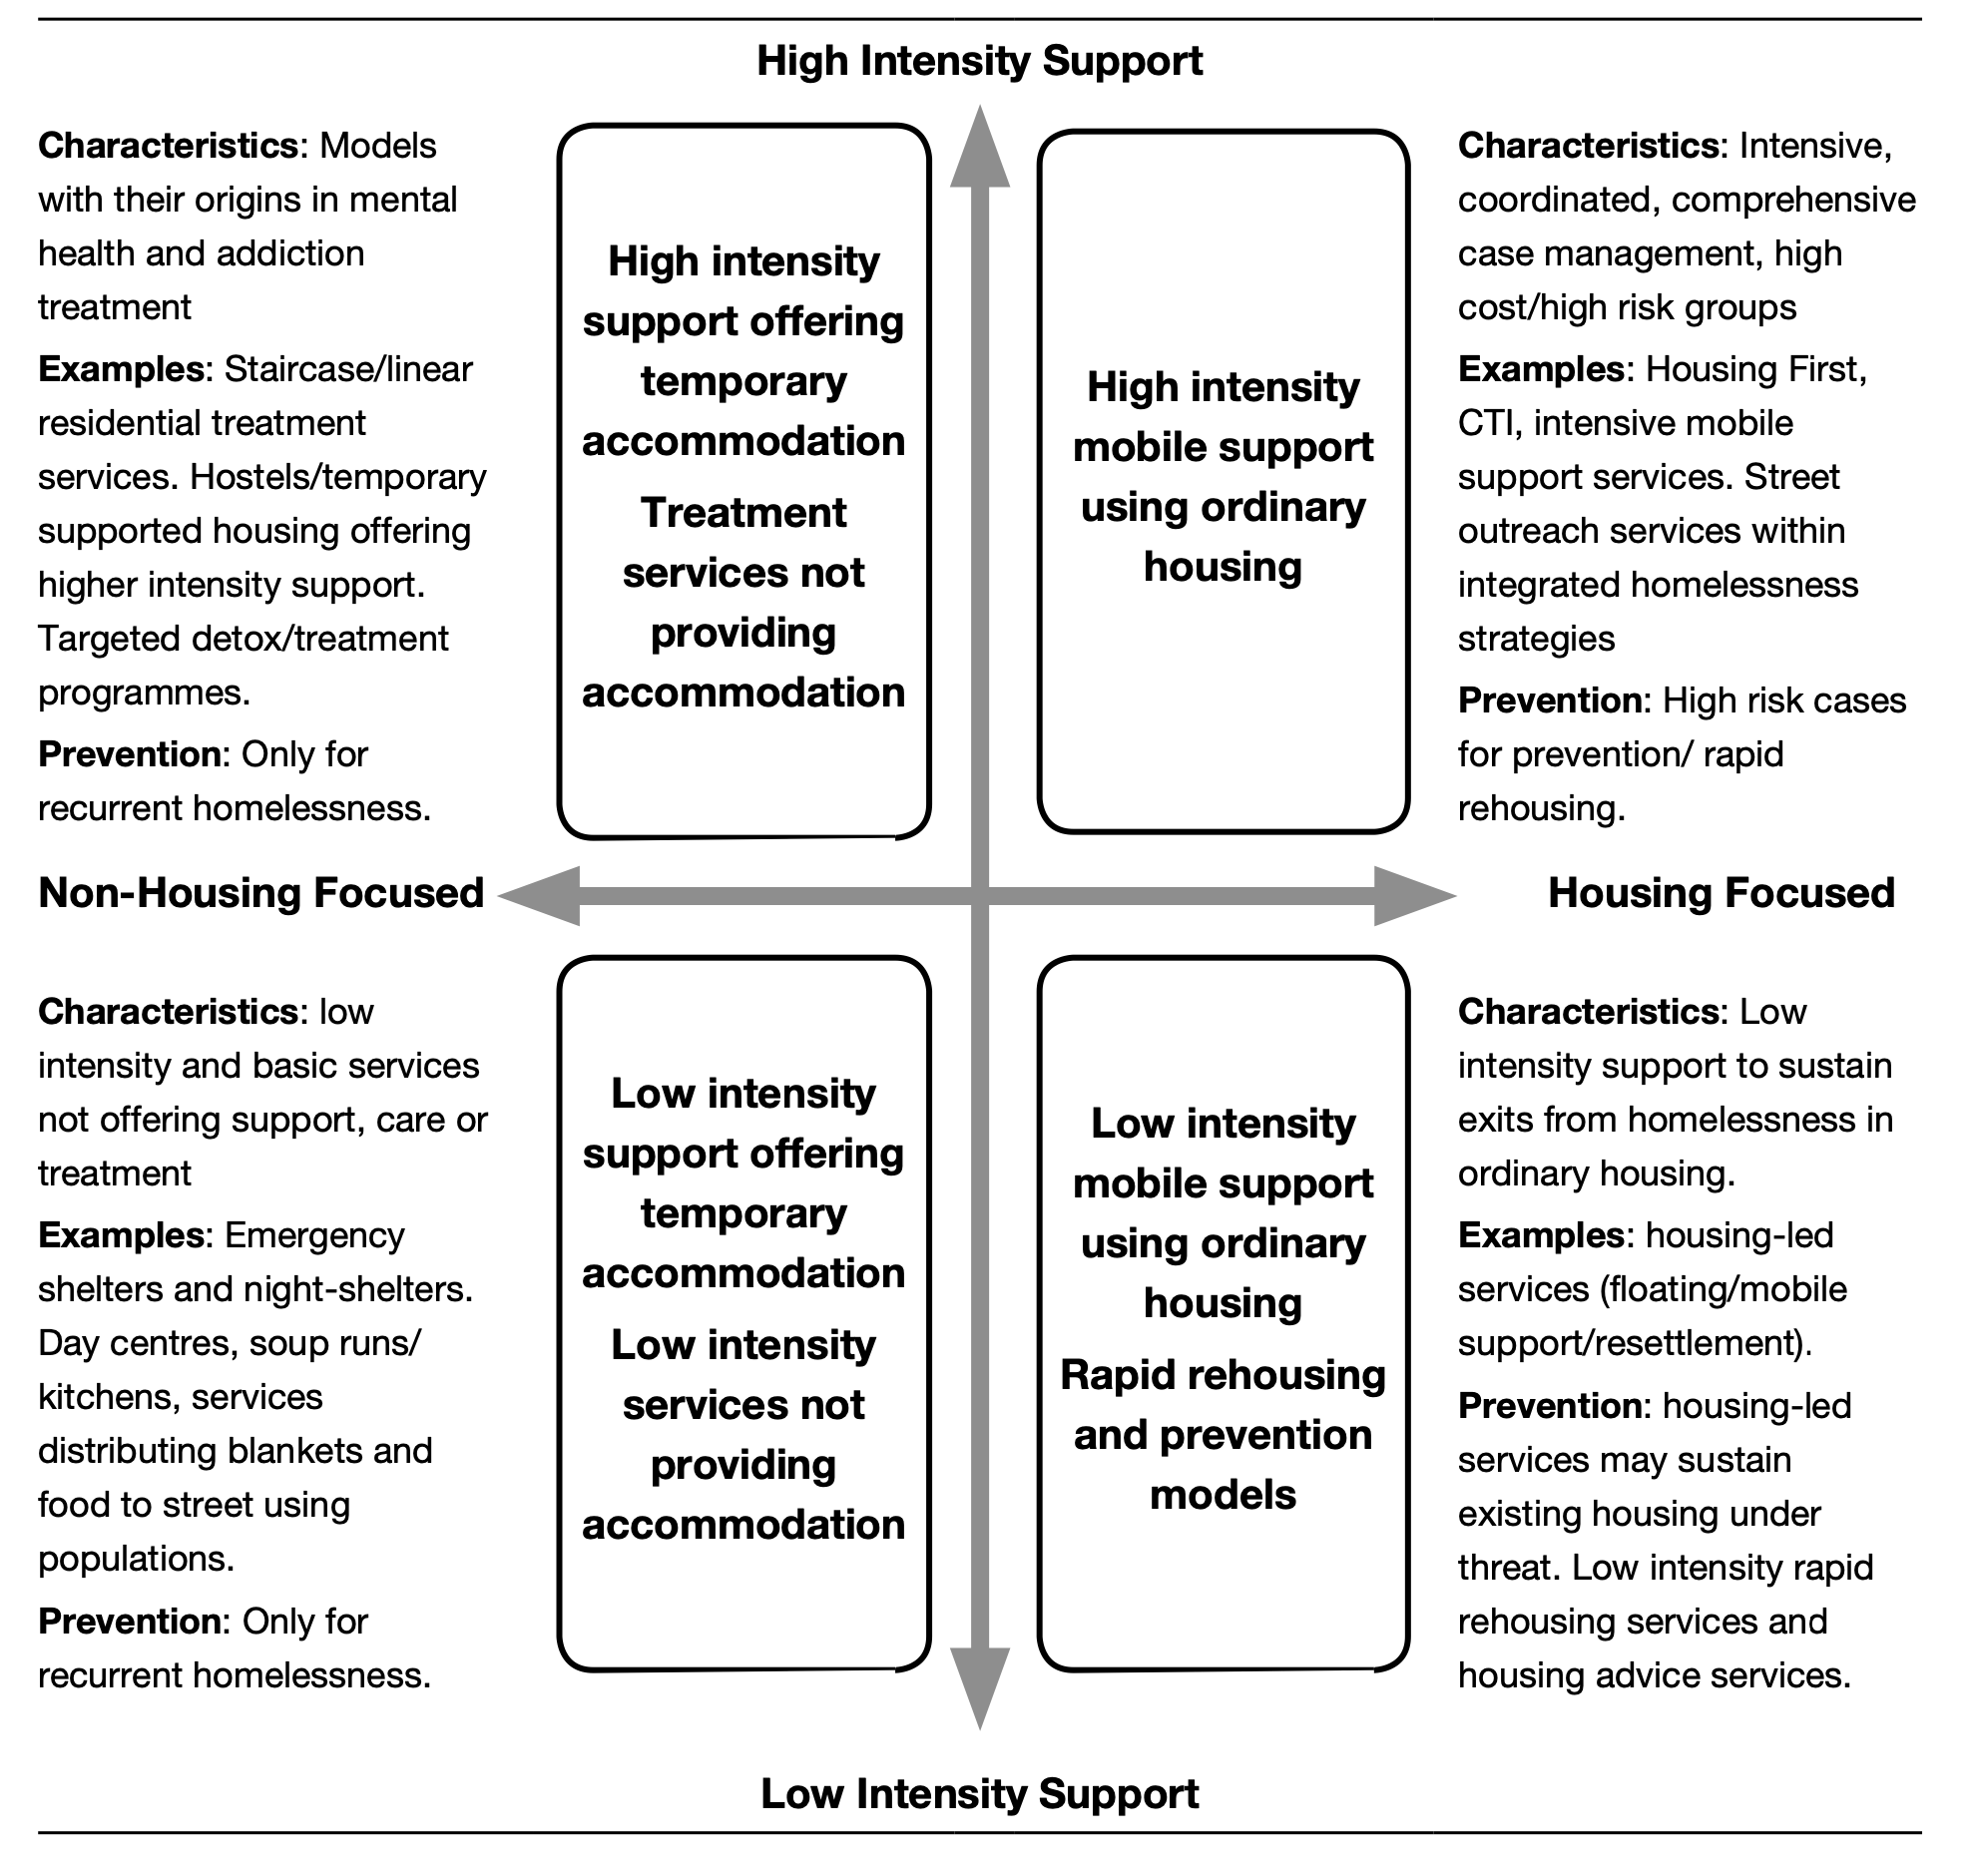 High Intensity Support
Characteristics: Models
with their origins in mental
health and addiction
treatment
Examples: Staircase/linear
residential treatment
services. Hostels/temporary
supported housing offering
higher intensity support.
Targeted detox/treatment
programmes.
Prevention: Only for
recurrent homelessness.
High intensity
support offering
temporary
accommodation
Treatment
services not
providing
accommodation
High intensity
mobile support
using ordinary
housing
Characteristics: Intensive,
coordinated, comprehensive
case management, high
cost/high risk groups
Examples: Housing First,
CTI, intensive mobile
support services. Street
outreach services within
integrated homelessness
strategies
Prevention: High risk cases
for prevention/ rapid
rehousing.
Non-Housing Focused
Housing Focused
Characteristics: low
intensity and basic services
not offering support, care or
treatment
Examples: Emergency
shelters and night-shelters.
Day centres, soup runs/
kitchens, services
distributing blankets and
food to street using
populations.
Prevention: Only for
recurrent homelessness.
Low intensity
support offering
temporary
accommodation
Low intensity
services not
providing
accommodation
Low intensity
mobile support
using ordinary
housing
Rapid rehousing
and prevention
models
Characteristics: Low
intensity support to sustain
exits from homelessness in
ordinary housing.
Examples: housing-led
services (floating/mobile
support/resettlement).
Prevention: housing-led
services may sustain
existing housing under
threat. Low intensity rapid
rehousing services and
housing advice services.
Low Intensity Support